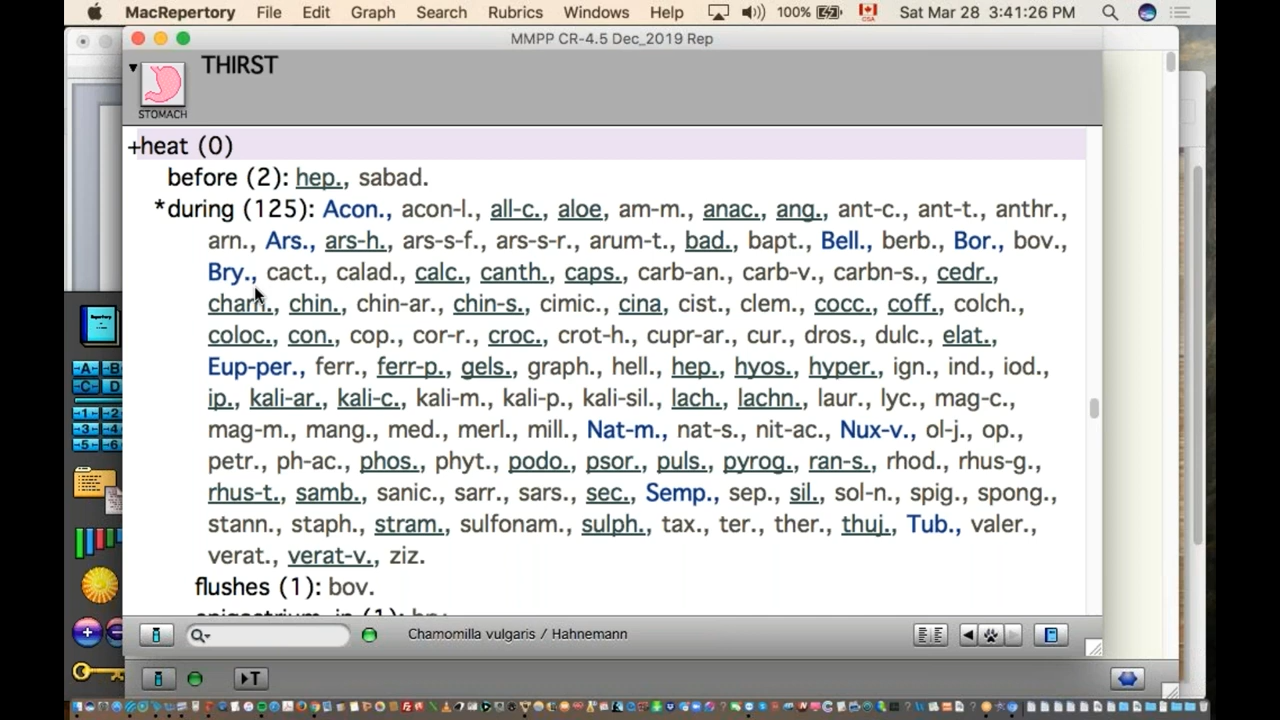 MacRepertory File Edit Graph Search Rubrics Windows Help 100% Sat Mar 28 3:41:26 PM
MMPP CR-4.5 Dec_2019 Rep
THIRST
STOMACH
+heat (0)
before (2): hep., sabad.
*during (125): Acon., acon-l., all-c., aloe, am-m., anac., ang., ant-c., ant-t., anthr.,
arn., Ars., ars-h., ars-s-f., ars-s-r., arum-t., bad., bapt., Bell., berb., Bor., bov.,
Bry., cact., calad., calc., canth., caps., carb-an., carb-v., carbn-s., cedr.,
cham., chin., chin-ar., chin-s., cimic., cina, cist., clem., cocc., coff., colch.,
coloc., con., cop., cor-r., croc., crot-h., cupr-ar., cur., dros., dulc., elat.,
Eup-per., ferr., ferr-p., gels., graph., hell., hep., hyos., hyper., ign., ind., iod.,
ip., kali-ar., kali-c., kali-m., kali-p., kali-sil., lach., lachn., laur., lyc., mag-c.,
mag-m., mang., med., merl., mill., Nat-m., nat-s., nit-ac., Nux-v., ol-j., op.,
petr., ph-ac., phos., phyt., podo., psor., puls., pyrog., ran-s., rhod., rhus-g.,
rhus-t., samb., sanic., sarr., sars., sec., Semp., sep., sil., sol-n., spig., spong.,
stann., staph., stram., sulfonam., sulph., tax., ter., ther., thuj., Tub., valer.,
verat., verat-v., ziz.
flushes (1): bov.
Chamomilla vulgaris / Hahnemann
T
Repertory
-A- -B
-C- D
-1- -2
-3- -4
-5- -6